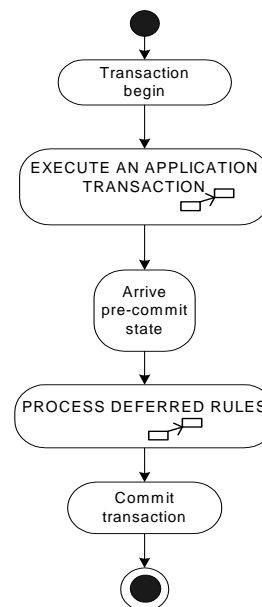 Transaction
begin
EXECUTE AN APPLICATION
TRANSACTION
Arrive
pre-commit
state
PROCESS DEFERRED RULES
Commit
transaction